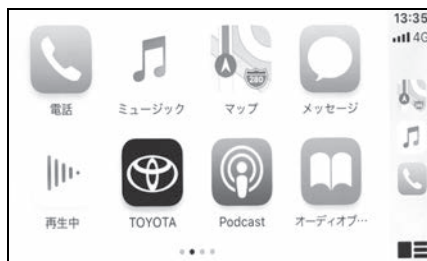 13:35
4G
電話
ミュージック
マップ
メッセージ
280
再生中
TOYOTA
Podcast
オーディオブ…